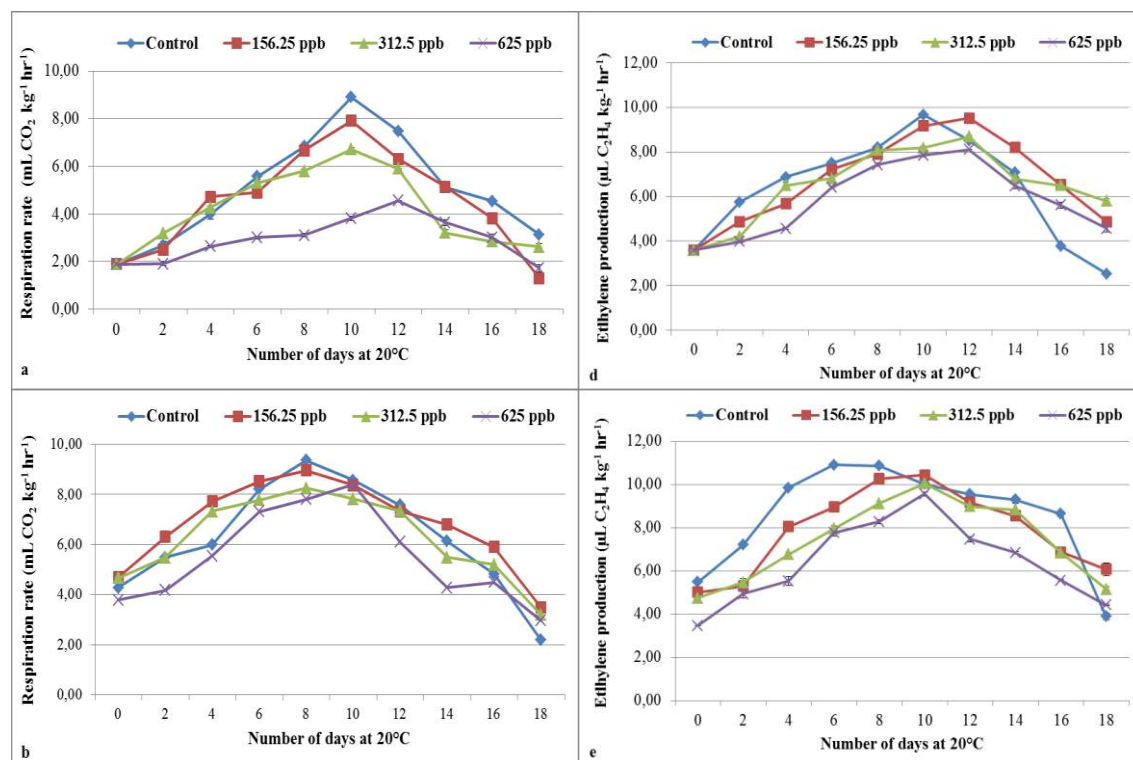 Control 156.25 ppb 312.5 ppb 625 ppb
Respiration rate (mL CO₂ kg⁻¹ hr⁻¹)
10,00
8,00
6,00
4,00
2,00
0,00
0 2 4 6 8 10 12 14 16 18
Number of days at 20°C
a
Control 156.25 ppb 312.5 ppb 625 ppb
Etlhylene production (µL C₂H₄ kg-¹ hr⁻¹)
12,00
10,00
8,00
6,00
4,00
2,00
0,00
0 2 4 6 8 10 12 14 16 18
Number of days at 20°C
d
Control 156.25 ppb 312.5 ppb 625 ppb
Respiration rate (mL CO₂ kg⁻¹ hr⁻¹)
10,00
8,00
6,00
4,00
2,00
0,00
0 2 4 6 8 10 12 14 16 18
Number of days at 20°C
b
Control 156.25 ppb 312.5 ppb 625 ppb
Etlhylene production (µL C₂H₄ kg⁻¹ hr⁻¹)
12,00
10,00
8,00
6,00
4,00
2,00
0,00
0 2 4 6 8 10 12 14 16 18
Number of days at 20°C
e